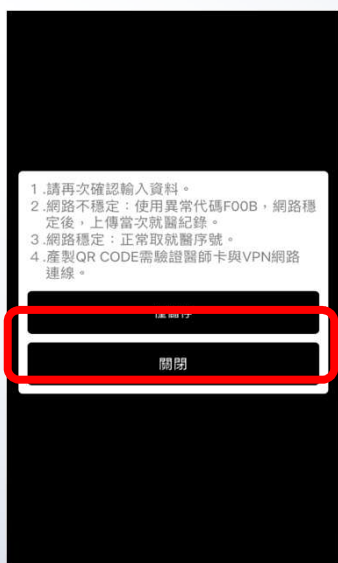 1.請再次確認輸入資料。
2.網路不穩定：使用異常代碼F00B，網路穩
定後，上傳當次就醫紀錄。
3.網路穩定：正常取就醫序號。
4.產製QR CODE需驗證醫師卡與VPN網路
連線。
僅儲存
關閉